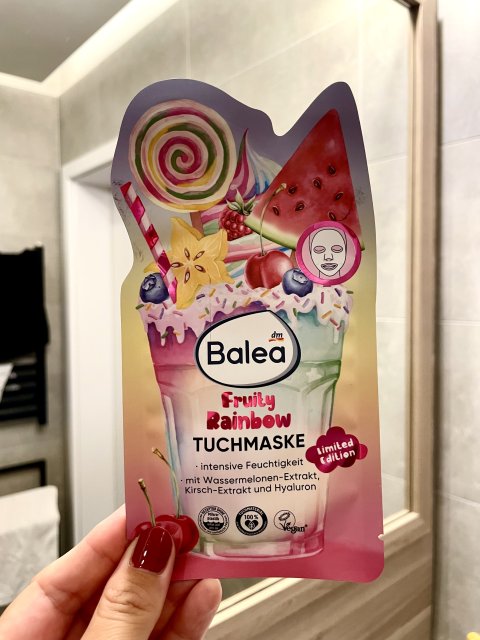 dm
Balea
Fruity
Rainbow
TUCHMASKE
Limited
Edition
· intensive Feuchtigkeit
· mit Wassermelonen-Extrakt,
Kirsch-Extrakt und Hyaluron
100 %
Vegan